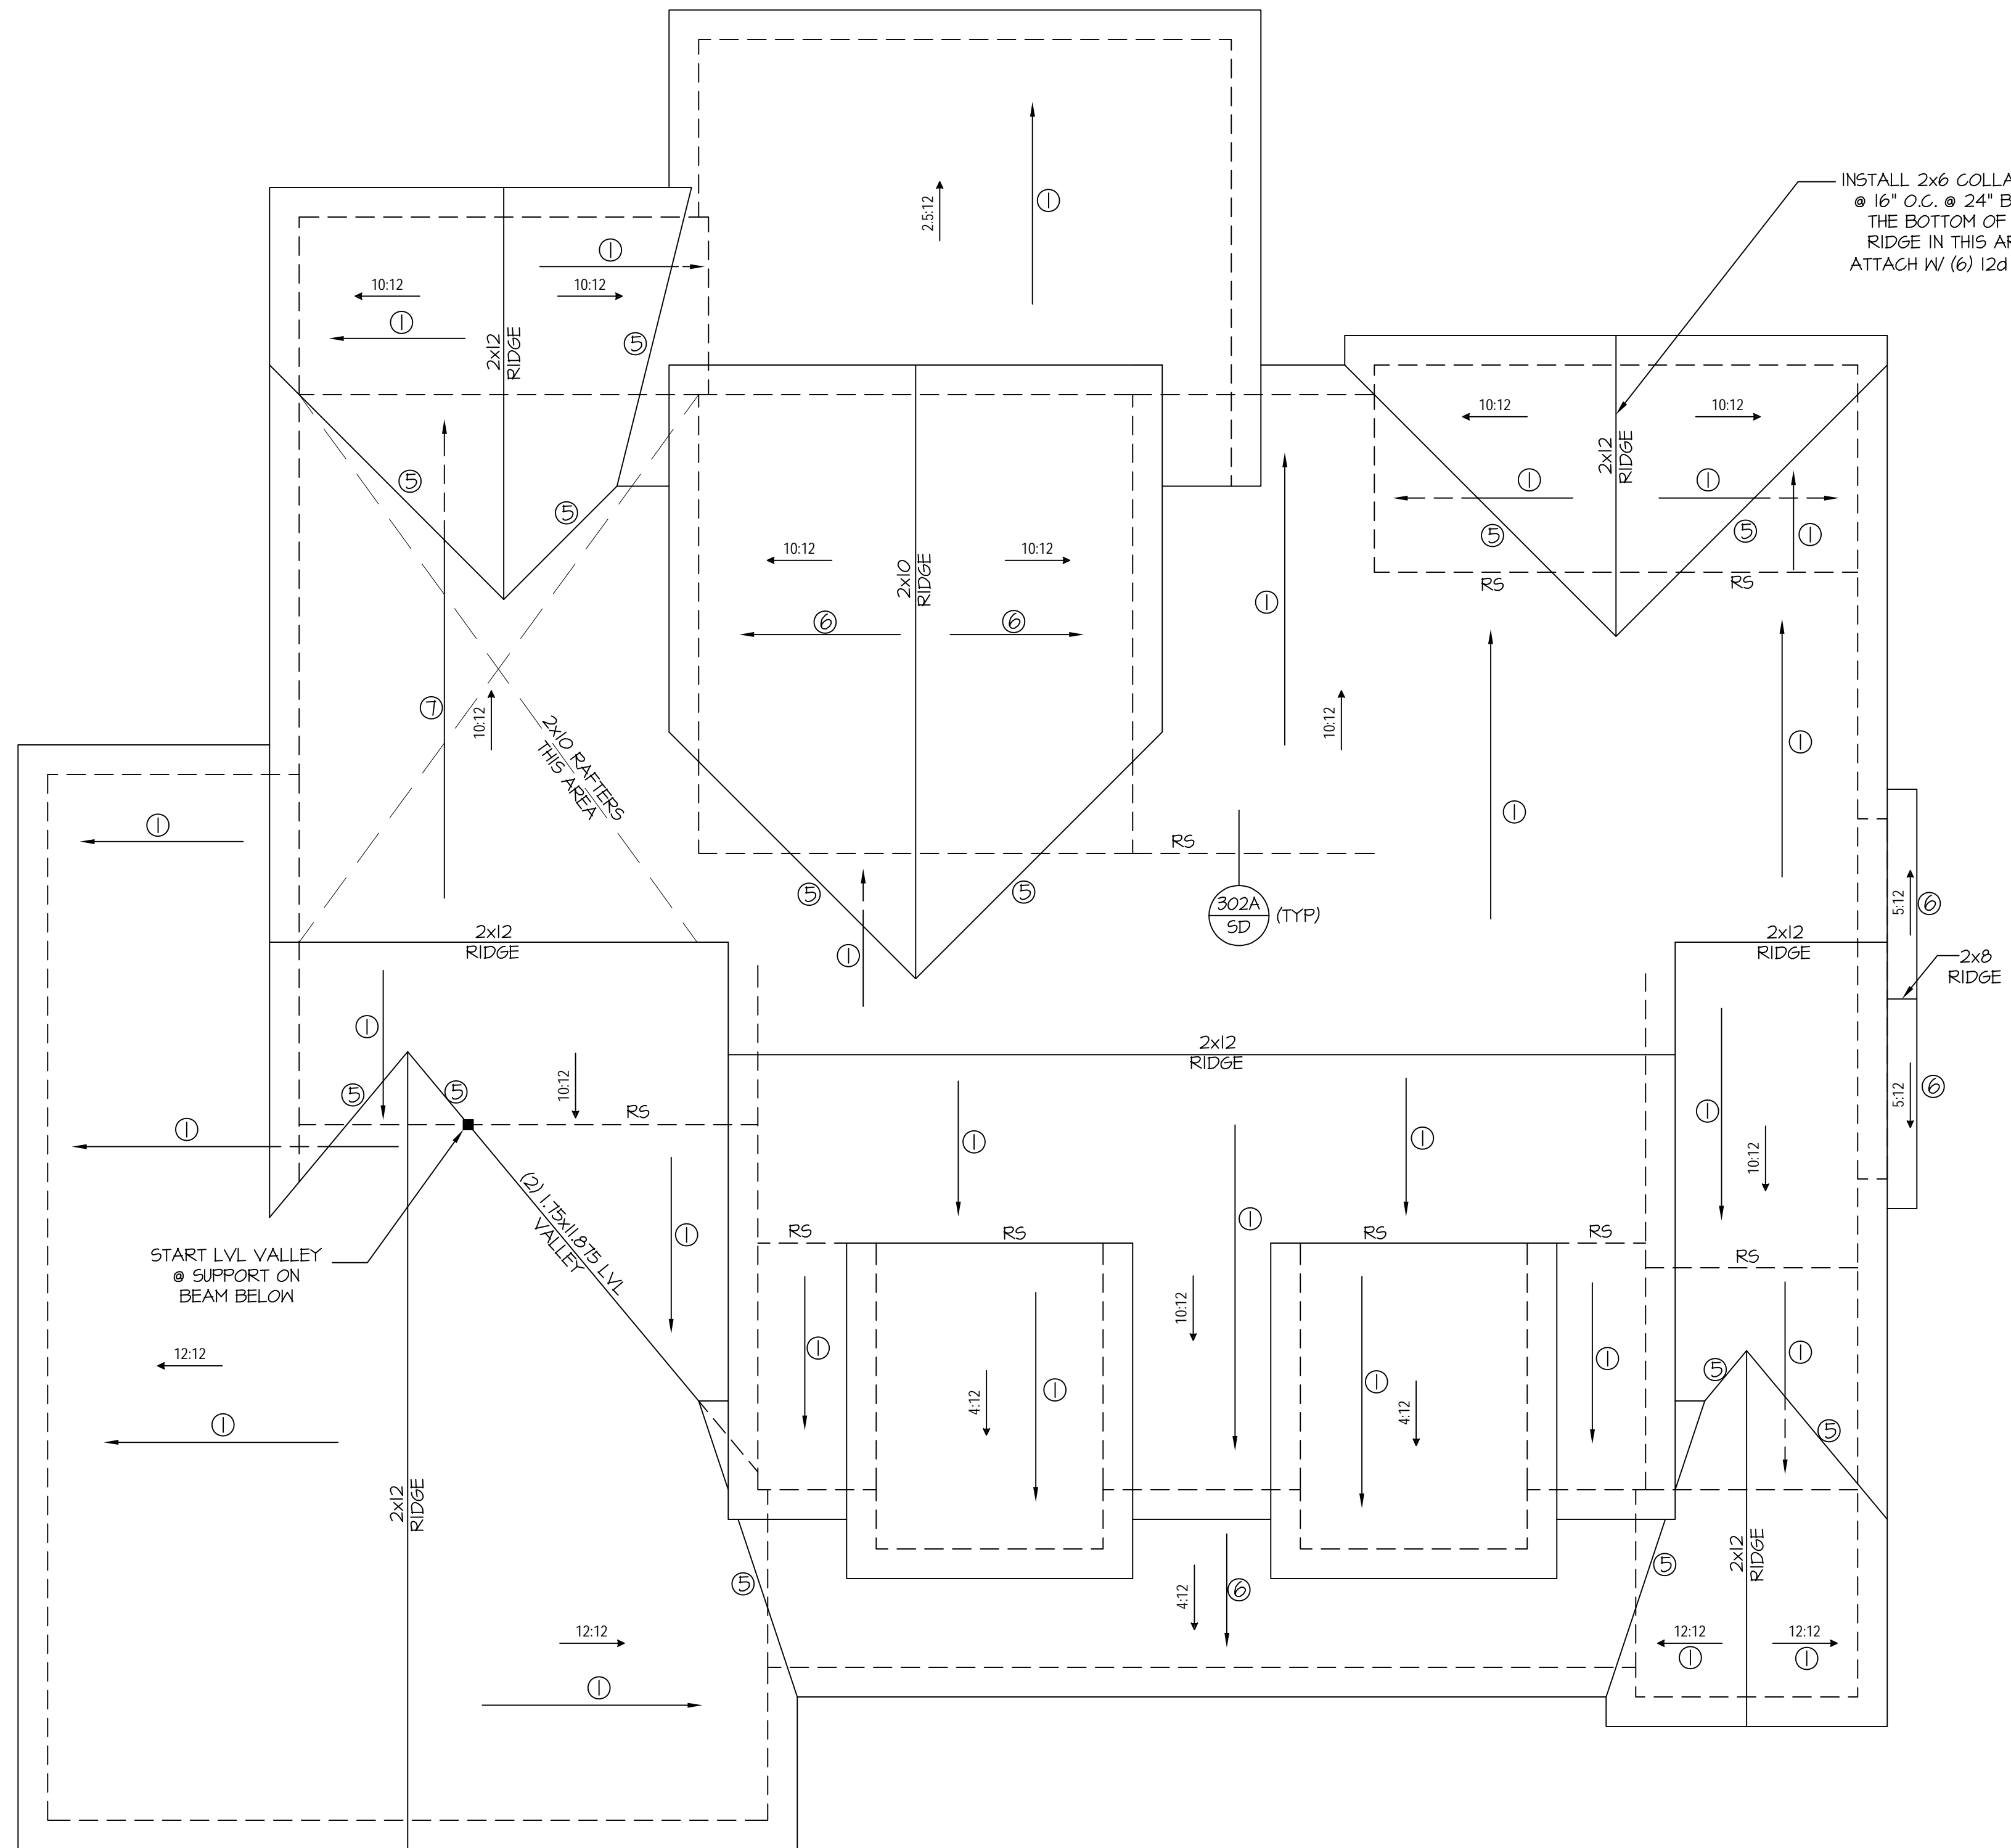 INSTALL 2x6 COLLA
@ 16" O.C. @ 24" B
THE BOTTOM OF
RIDGE IN THIS AR
ATTACH W/ (6) 12d
2.5:12
1
1
10:12
10:12
1
2x12
RIDGE
5
5
5
10:12
10:12
2x12
RIDGE
1
1
1
5
5
RS
RS
10:12
10:12
2x10
RIDGE
6
6
1
7
10:12
2x10 RAFTERS
THIS AREA
10:12
1
1
1
RS
5
5
302A
SD
(TYP)
1
5:12
6
2x12
RIDGE
2x12
RIDGE
2x8
RIDGE
1
2x12
RIDGE
5
5
10:12
RS
1
1
1
1
10:12
5:12
6
1
(2) 1.75x11.875 LVL
VALLEY
1
START LVL VALLEY
@ SUPPORT ON
BEAM BELOW
RS
RS
1
RS
RS
RS
10:12
1
1
1
1
1
4:12
4:12
5
5
12:12
1
2x12
RIDGE
2x12
RIDGE
5
4:12
6
5
12:12
1
12:12
1
12:12
1